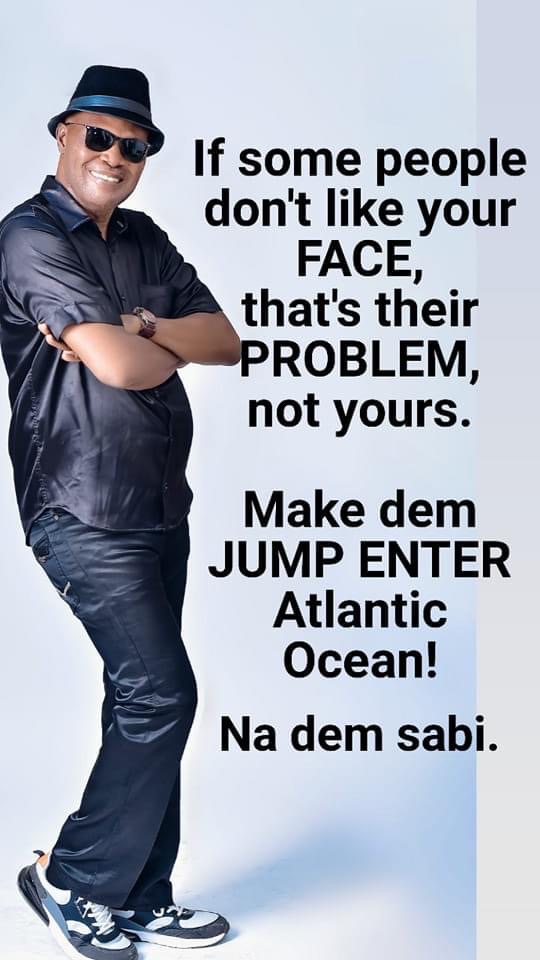 If some people
don't like your
FACE,
that's their
PROBLEM,
not yours.
Make dem
JUMP ENTER
Atlantic
Ocean!
Na dem sabi.